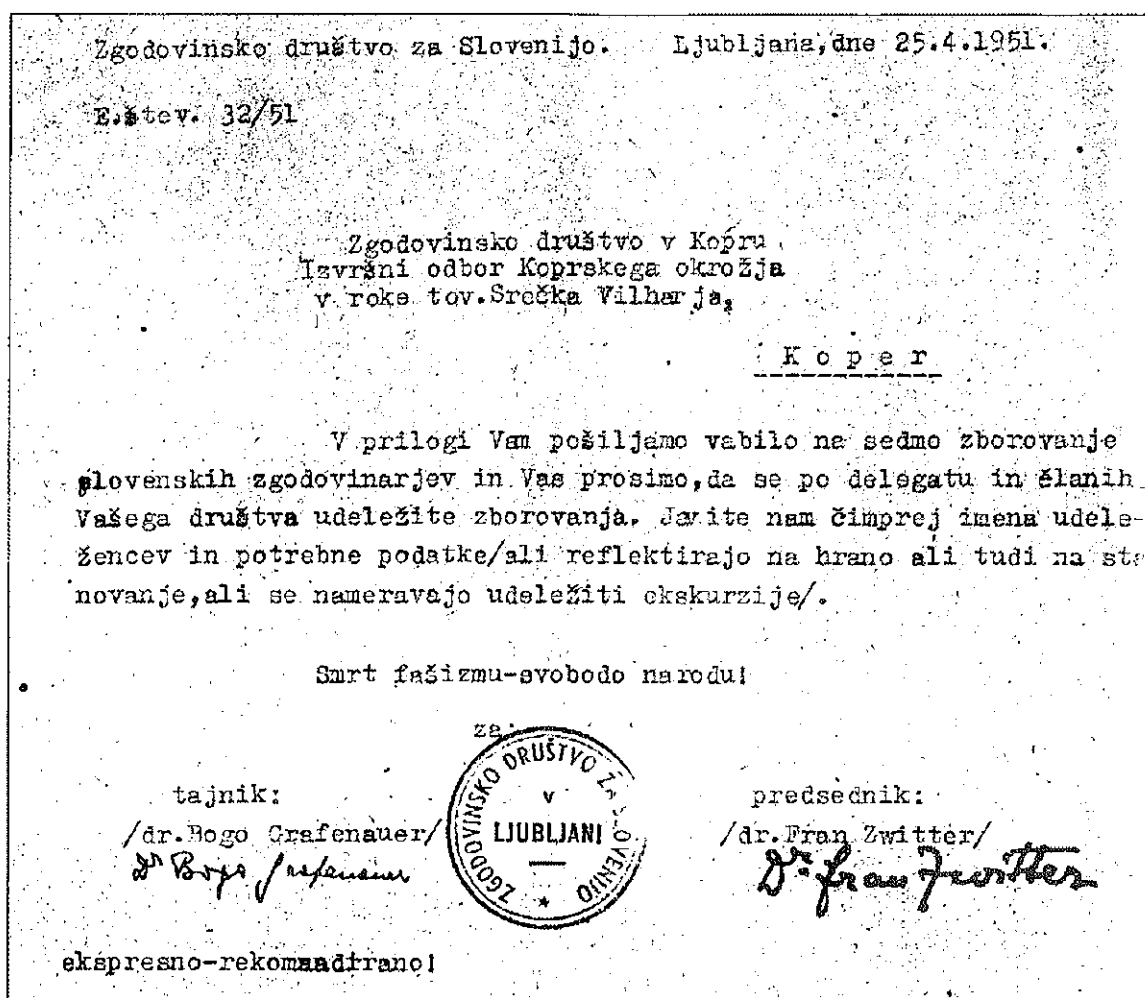 Zgodovinsko društvo za Slovenijo. Ljubljana,dne 25.4.1951.
E.štev. 32/51
Zgodovinsko društvo v Kopru
Izvršni odbor Koprskega okrožja
v roke tov.Srečka Vilharja,
K o p e r
V prilogi Vam pošiljamo vabilo na sedmo zborovanje
slovenskih zgodovinarjev in Vas prosimo,da se po delegatu in članih
Vašega društva udeležite zborovanja. Javite nam čimprej imena udele-
žencev in potrebne podatke/ali reflektirajo na hrano ali tudi na sta
novanje,ali se nameravajo udeležiti ekskurzije/.
Smrt fašizmu-svobodo narodu!
za
tajnik:
/dr.Bogo Grafenauer/
Dr Bogo Grafenauer
ZGODOVINSKO DRUŠTVO ZA SLOVENIJO
v
LJUBLJANI
predsednik:
/dr.Fran Zwitter/
Dr. Fran Zwitter
ekspresno-rekomandirano!